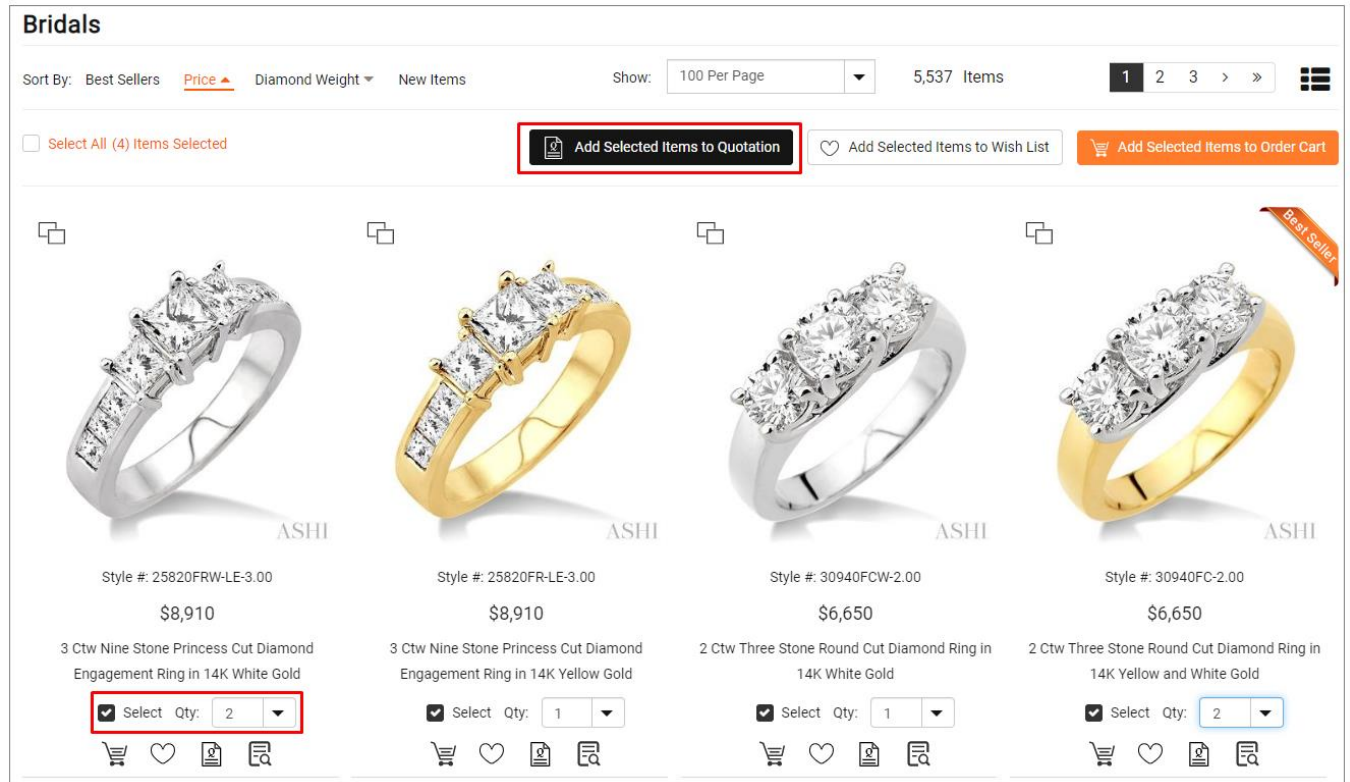 Bridals
Sort By: Best Sellers Price Diamond Weight New Items Show: 100 Per Page 5,537 Items 1 2 3 > »
Select All (4) Items Selected Add Selected Items to Quotation Add Selected Items to Wish List Add Selected Items to Order Cart
Best Seller
ASHI ASHI ASHI ASHI
Style #: 25820FRW-LE-3.00 Style #: 25820FR-LE-3.00 Style #: 30940FCW-2.00 Style #: 30940FC-2.00
$8,910 $8,910 $6,650 $6,650
3 Ctw Nine Stone Princess Cut Diamond 3 Ctw Nine Stone Princess Cut Diamond 2 Ctw Three Stone Round Cut Diamond Ring in 2 Ctw Three Stone Round Cut Diamond Ring in
Engagement Ring in 14K White Gold Engagement Ring in 14K Yellow Gold 14K White Gold 14K Yellow and White Gold
Select Qty: 2 Select Qty: 1 Select Qty: 1 Select Qty: 2